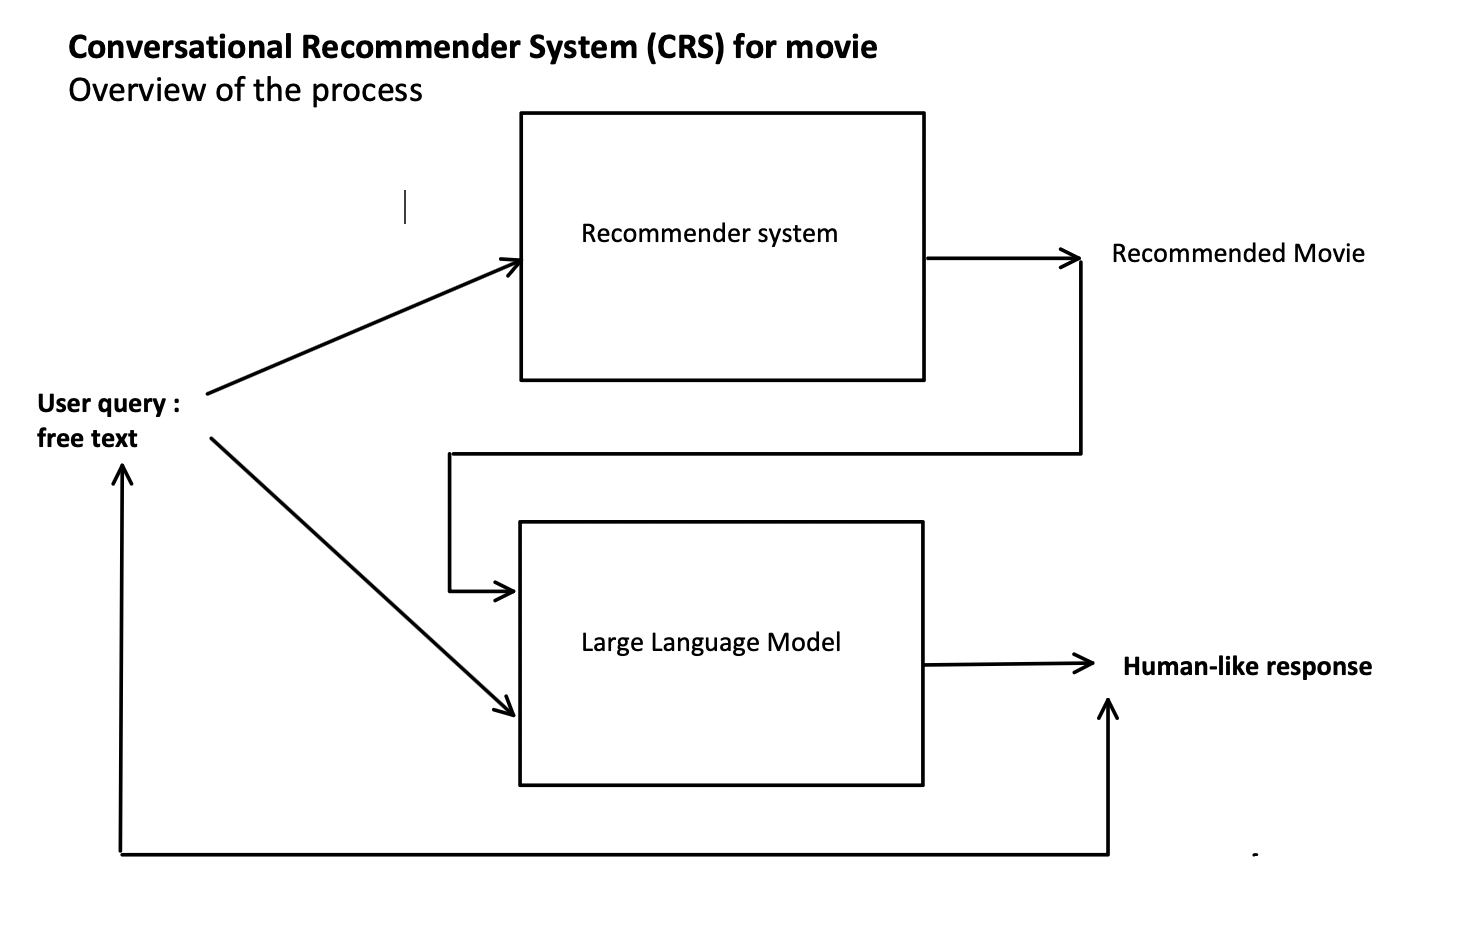 Conversational Recommender System (CRS) for movie
Overview of the process
Recommender system
Recommended Movie
User query :
free text
Large Language Model
Human-like response